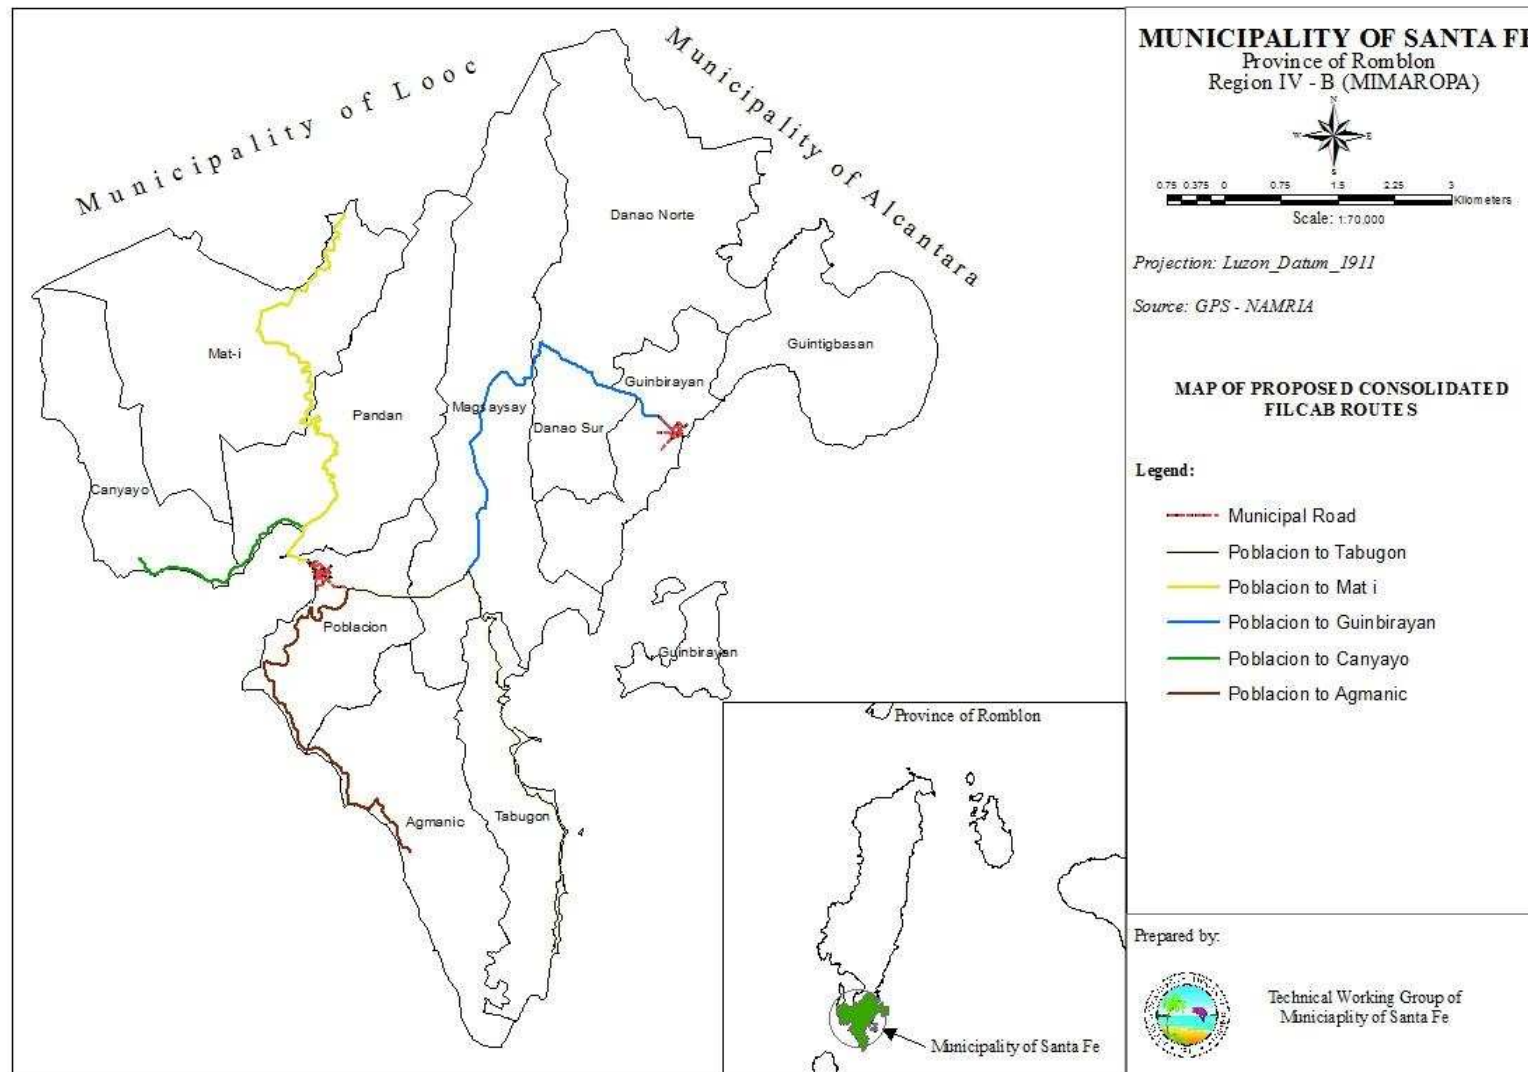 Municipality of Looc
Municipality of Alcantara
Danao Norte
Guintigbasan
Mat-i
Guinbirayan
Pandan
Magsaysay
Danao Sur
Canyayo
Poblacion
Guinbirayan
Agmanic
Tabugon
Province of Romblon
Municipality of Santa Fe
MUNICIPALITY OF SANTA FE
Province of Romblon
Region IV - B (MIMAROPA)
N
W E
S
0.75 0.375 0 0.75 1.5 2.25 3
Kilometers
Scale: 1:70,000
Projection: Luzon_Datum_1911
Source: GPS - NAMRIA
MAP OF PROPOSED CONSOLIDATED
FILCAB ROUTES
Legend:
Municipal Road
Poblacion to Tabugon
Poblacion to Mat i
Poblacion to Guinbirayan
Poblacion to Canyayo
Poblacion to Agmanic
Prepared by:
Technical Working Group of
Municiaplity of Santa Fe